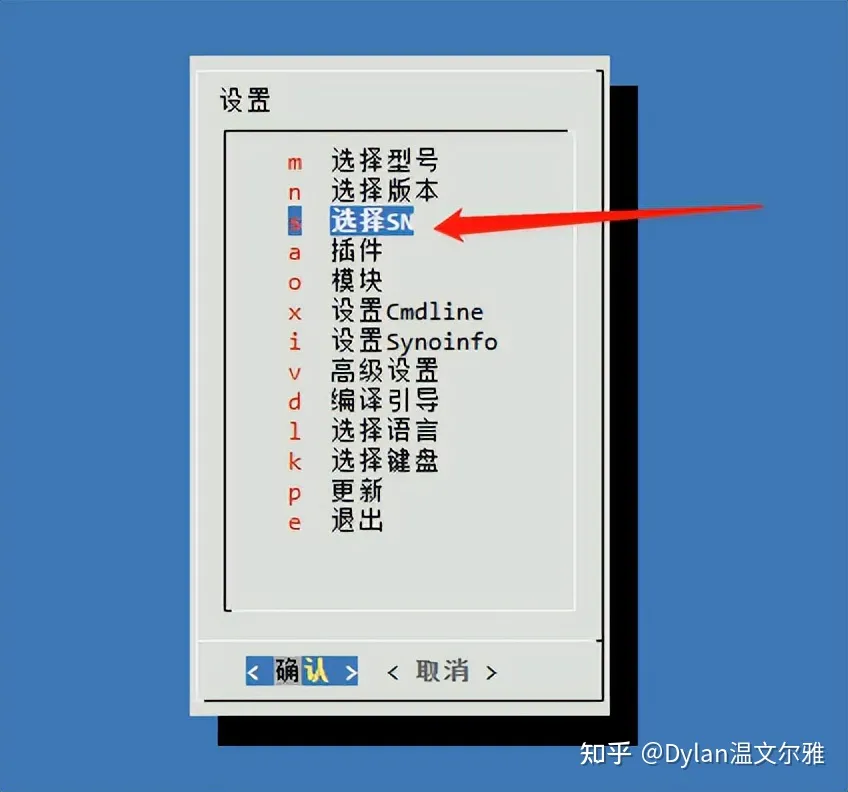 设置
m 选择型号
n 选择版本
s 选择SN
a 插件
o 模块
x 设置Cmdline
i 设置Synoinfo
v 高级设置
d 编译引导
l 选择语言
k 选择键盘
p 更新
e 退出
< 确认 > < 取消 >
知乎 @Dylan温文尔雅